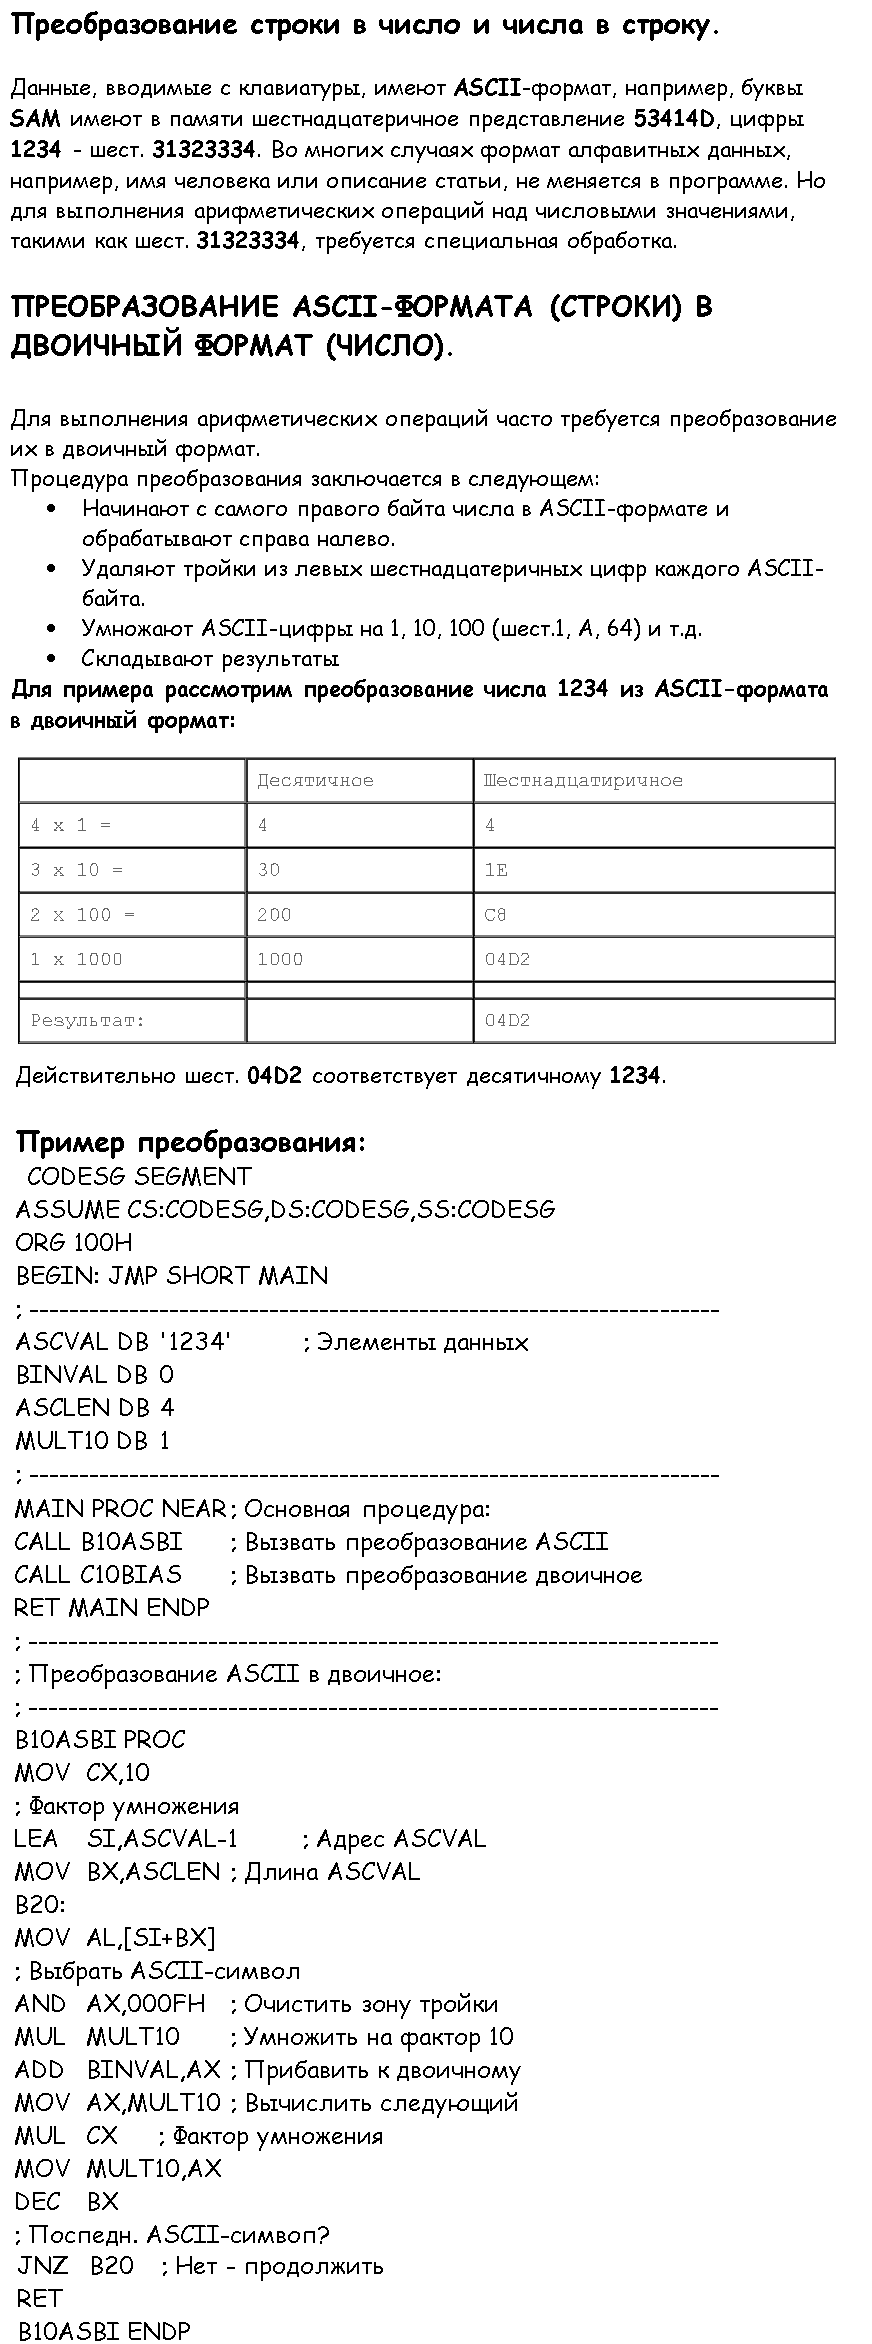 Преобразование строки в число и числа в строку.
Данные, вводимые с клавиатуры, имеют ASCII-формат, например, буквы
SAM имеют в памяти шестнадцатеричное представление 53414D, цифры
1234 - шест. 31323334. Во многих случаях формат алфавитных данных,
например, имя человека или описание статьи, не меняется в программе. Но
для выполнения арифметических операций над числовыми значениями,
такими как шест. 31323334, требуется специальная обработка.
ПРЕОБРАЗОВАНИЕ ASCII-ФОРМАТА (СТРОКИ) В
ДВОИЧНЫЙ ФОРМАТ (ЧИСЛО).
Для выполнения арифметических операций часто требуется преобразование
их в двоичный формат.
Процедура преобразования заключается в следующем:
• Начинают с самого правого байта числа в ASCII-формате и
обрабатывают справа налево.
• Удаляют тройки из левых шестнадцатеричных цифр каждого ASCII-
байта.
• Умножают ASCII-цифры на 1, 10, 100 (шест.1, A, 64) и т.д.
• Складывают результаты
Для примера рассмотрим преобразование числа 1234 из ASCII-формата
в двоичный формат:
Десятичное Шестнадцатиричное
4 x 1 = 4 4
3 x 10 = 30 1E
2 x 100 = 200 C8
1 x 1000 1000 04D2
Результат: 04D2
Действительно шест. 04D2 соответствует десятичному 1234.
Пример преобразования:
CODESG SEGMENT
ASSUME CS:CODESG,DS:CODESG,SS:CODESG
ORG 100H
BEGIN: JMP SHORT MAIN
; ---------------------------------------------------------------------
ASCVAL DB '1234' ; Элементы данных
BINVAL DB 0
ASCLEN DB 4
MULT10 DB 1
; ---------------------------------------------------------------------
MAIN PROC NEAR ; Основная процедура:
CALL B10ASBI ; Вызвать преобразование ASCII
CALL C10BIAS ; Вызвать преобразование двоичное
RET MAIN ENDP
; ---------------------------------------------------------------------
; Преобразование ASCII в двоичное:
; ---------------------------------------------------------------------
B10ASBI PROC
MOV CX,10
; Фактор умножения
LEA SI,ASCVAL-1 ; Адрес ASCVAL
MOV BX,ASCLEN ; Длина ASCVAL
B20:
MOV AL,[SI+BX]
; Выбрать ASCII-символ
AND AX,000FH ; Очистить зону тройки
MUL MULT10 ; Умножить на фактор 10
ADD BINVAL,AX ; Прибавить к двоичному
MOV AX,MULT10 ; Вычислить следующий
MUL CX ; Фактор умножения
MOV MULT10,AX
DEC BX
; Поспедн. ASCII-симвоп?
JNZ B20 ; Нет - продолжить
RET
B10ASBI ENDP